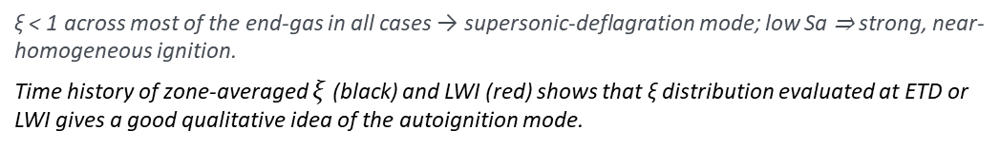 ξ < 1 across most of the end-gas in all cases → supersonic-deflagration mode; low Sa ⇒ strong, near-
homogeneous ignition.
Time history of zone-averaged ξ (black) and LWI (red) shows that ξ distribution evaluated at ETD or
LWI gives a good qualitative idea of the autoignition mode.